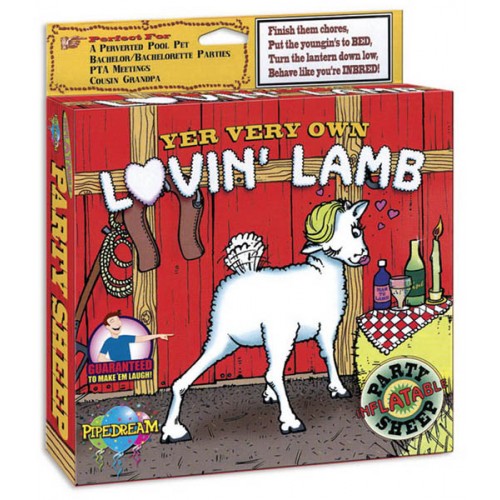 Perfect For
A Perverted Pool Pet
Bachelor/Bachelorette Parties
PTA Meetings
Cousin Grandpa
Finish them chores,
Put the youngin's to BED,
Turn the lantern down low,
Behave like you're INBRED!
YER VERY OWN
LOVIN' LAMB
PARTY SHEEP
GUARANTEED
TO MAKE 'EM LAUGH!
PIPEDREAM
PARTY
INFLATABLE
SHEEP